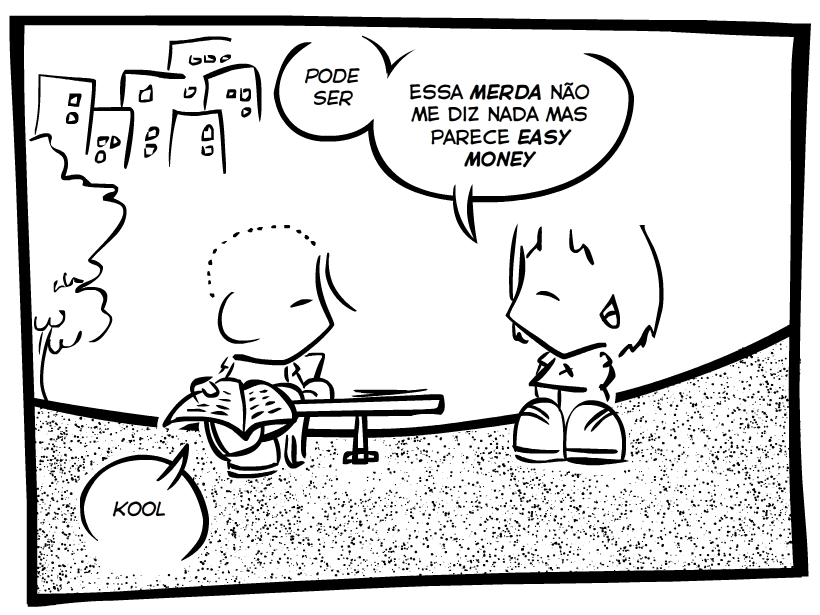 PODE
SER
ESSA MERDA NÃO
ME DIZ NADA MAS
PARECE EASY
MONEY
KOOL